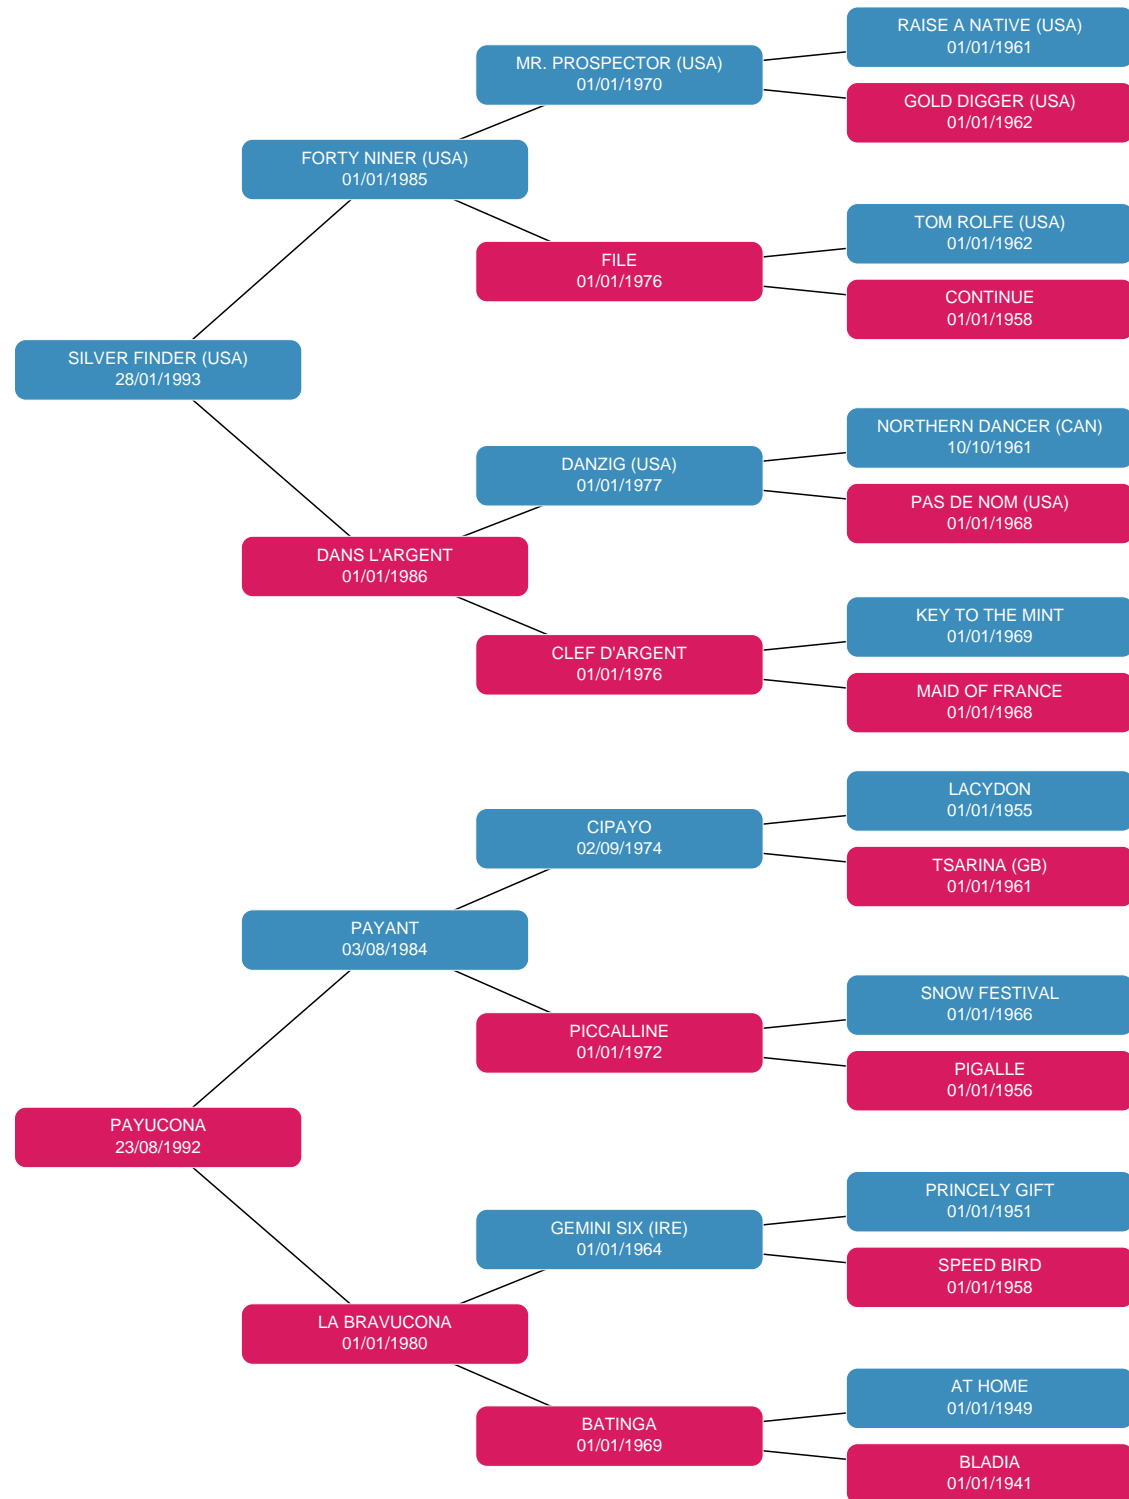 RAISE A NATIVE (USA)
01/01/1961
MR. PROSPECTOR (USA)
01/01/1970
GOLD DIGGER (USA)
01/01/1962
FORTY NINER (USA)
01/01/1985
TOM ROLFE (USA)
01/01/1962
FILE
01/01/1976
CONTINUE
01/01/1958
SILVER FINDER (USA)
28/01/1993
NORTHERN DANCER (CAN)
10/10/1961
DANZIG (USA)
01/01/1977
PAS DE NOM (USA)
01/01/1968
DANS L'ARGENT
01/01/1986
KEY TO THE MINT
01/01/1969
CLEF D'ARGENT
01/01/1976
MAID OF FRANCE
01/01/1968
LACYDON
01/01/1955
CIPAYO
02/09/1974
TSARINA (GB)
01/01/1961
PAYANT
03/08/1984
SNOW FESTIVAL
01/01/1966
PICCALLINE
01/01/1972
PIGALLE
01/01/1956
PAYUCONA
23/08/1992
PRINCELY GIFT
01/01/1951
GEMINI SIX (IRE)
01/01/1964
SPEED BIRD
01/01/1958
LA BRAVUCONA
01/01/1980
AT HOME
01/01/1949
BATINGA
01/01/1969
BLADIA
01/01/1941